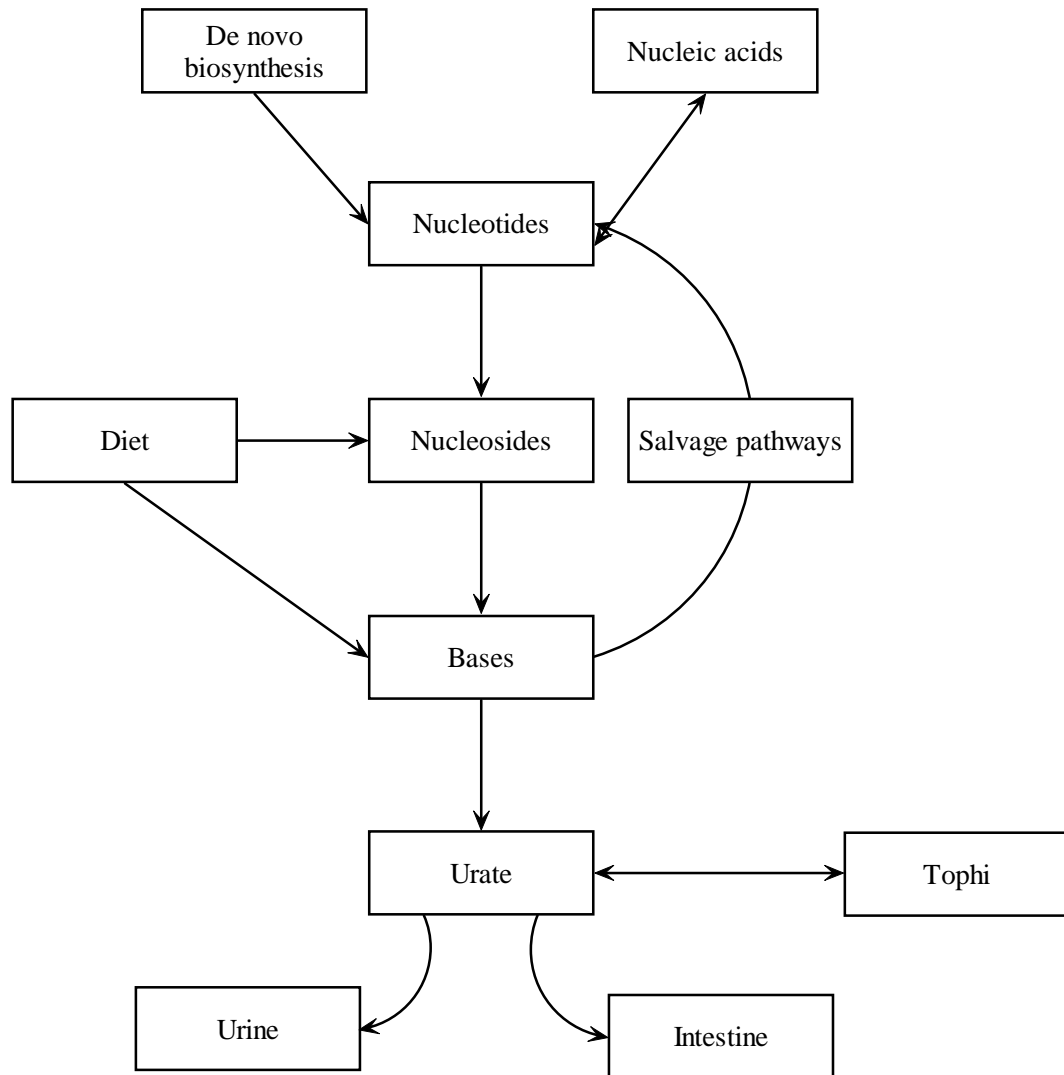 De novo
biosynthesis
Nucleic acids
Nucleotides
Diet
Nucleosides
Salvage pathways
Bases
Urate
Tophi
Urine
Intestine